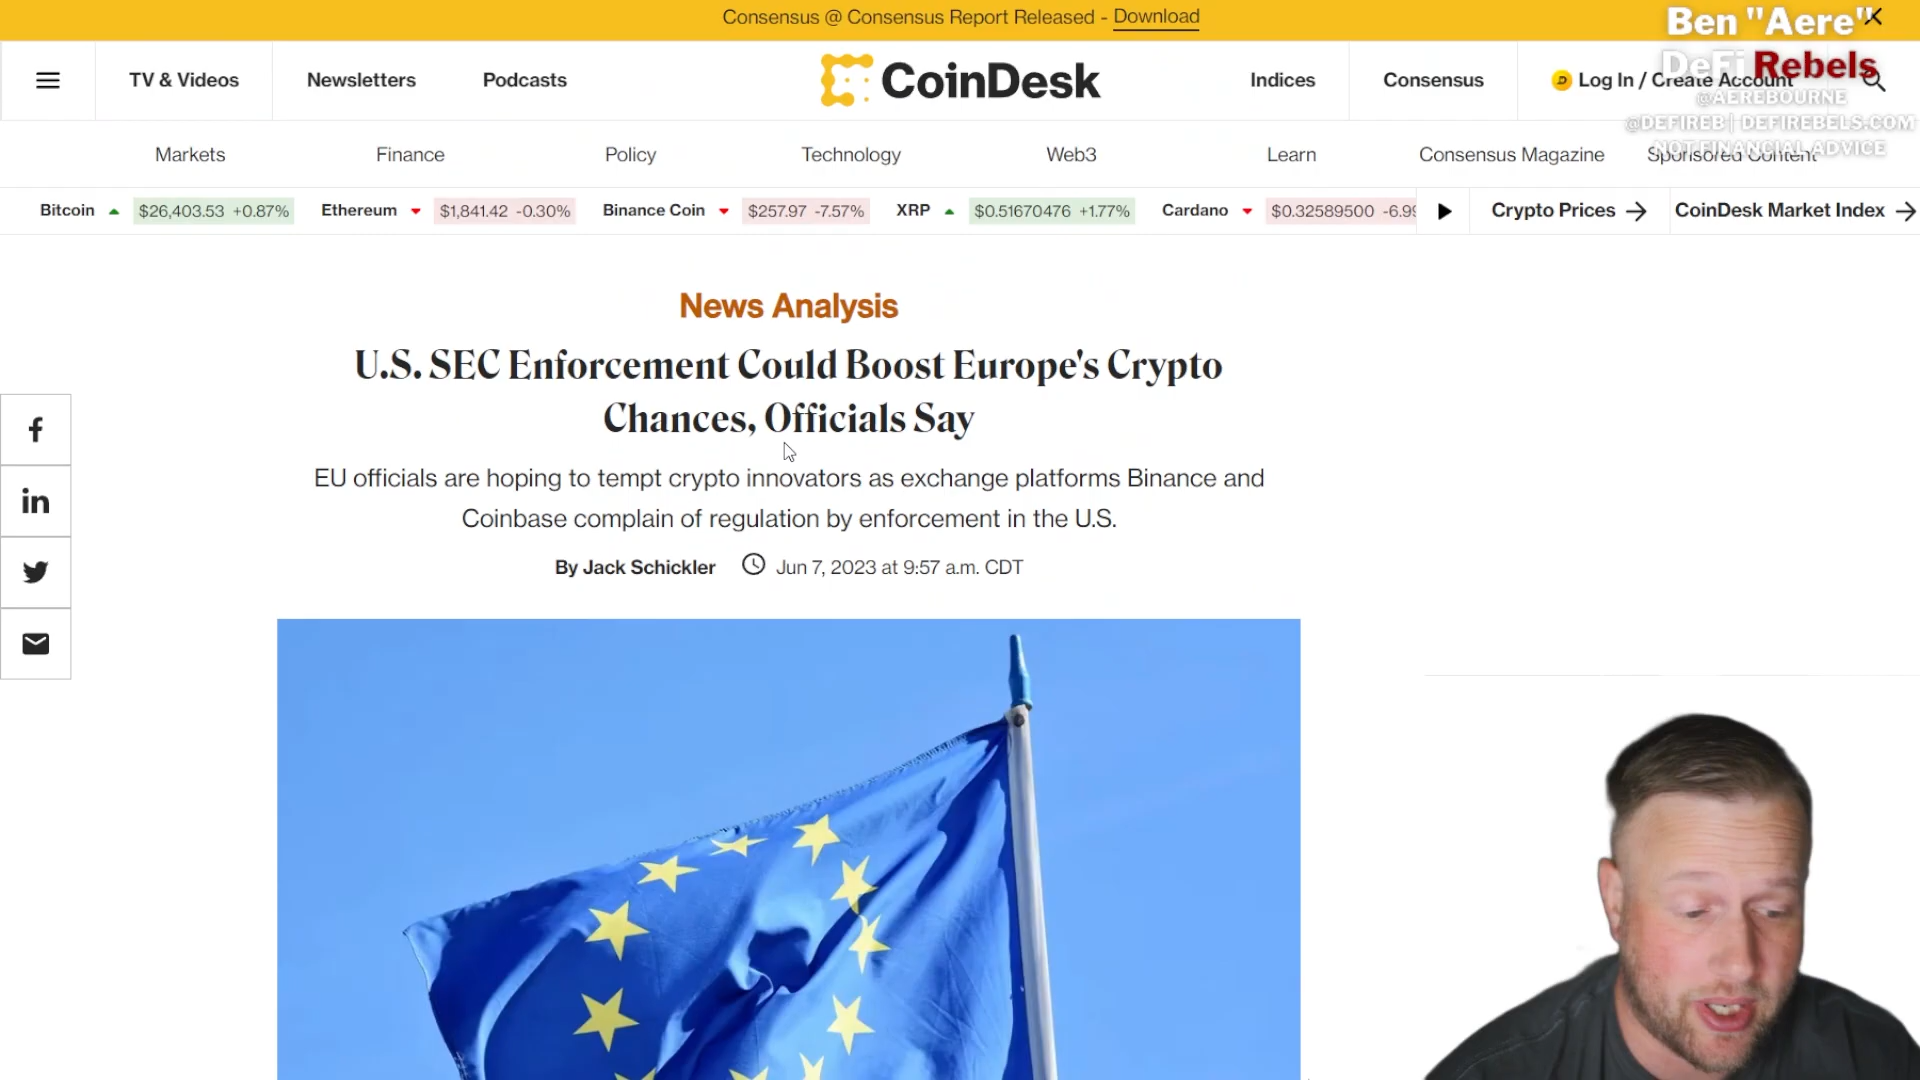 Consensus @ Consensus Report Released - Download
Ben "Aere"
DeFi Rebels
@AEREBOURNE
@DEFIREB | DEFIREBELS.COM
NOT FINANCIAL ADVICE
TV & Videos
Newsletters
Podcasts
CoinDesk
Indices
Consensus
Log In / Create Account
Markets
Finance
Policy
Technology
Web3
Learn
Consensus Magazine
Sponsored Content
Bitcoin $26,403.53 +0.87%
Ethereum $1,841.42 -0.30%
Binance Coin $257.97 -7.57%
XRP $0.51670476 +1.77%
Cardano $0.32589500 -6.99
Crypto Prices
CoinDesk Market Index
News Analysis
U.S. SEC Enforcement Could Boost Europe's Crypto
Chances, Officials Say
EU officials are hoping to tempt crypto innovators as exchange platforms Binance and
Coinbase complain of regulation by enforcement in the U.S.
By Jack Schickler
Jun 7, 2023 at 9:57 a.m. CDT